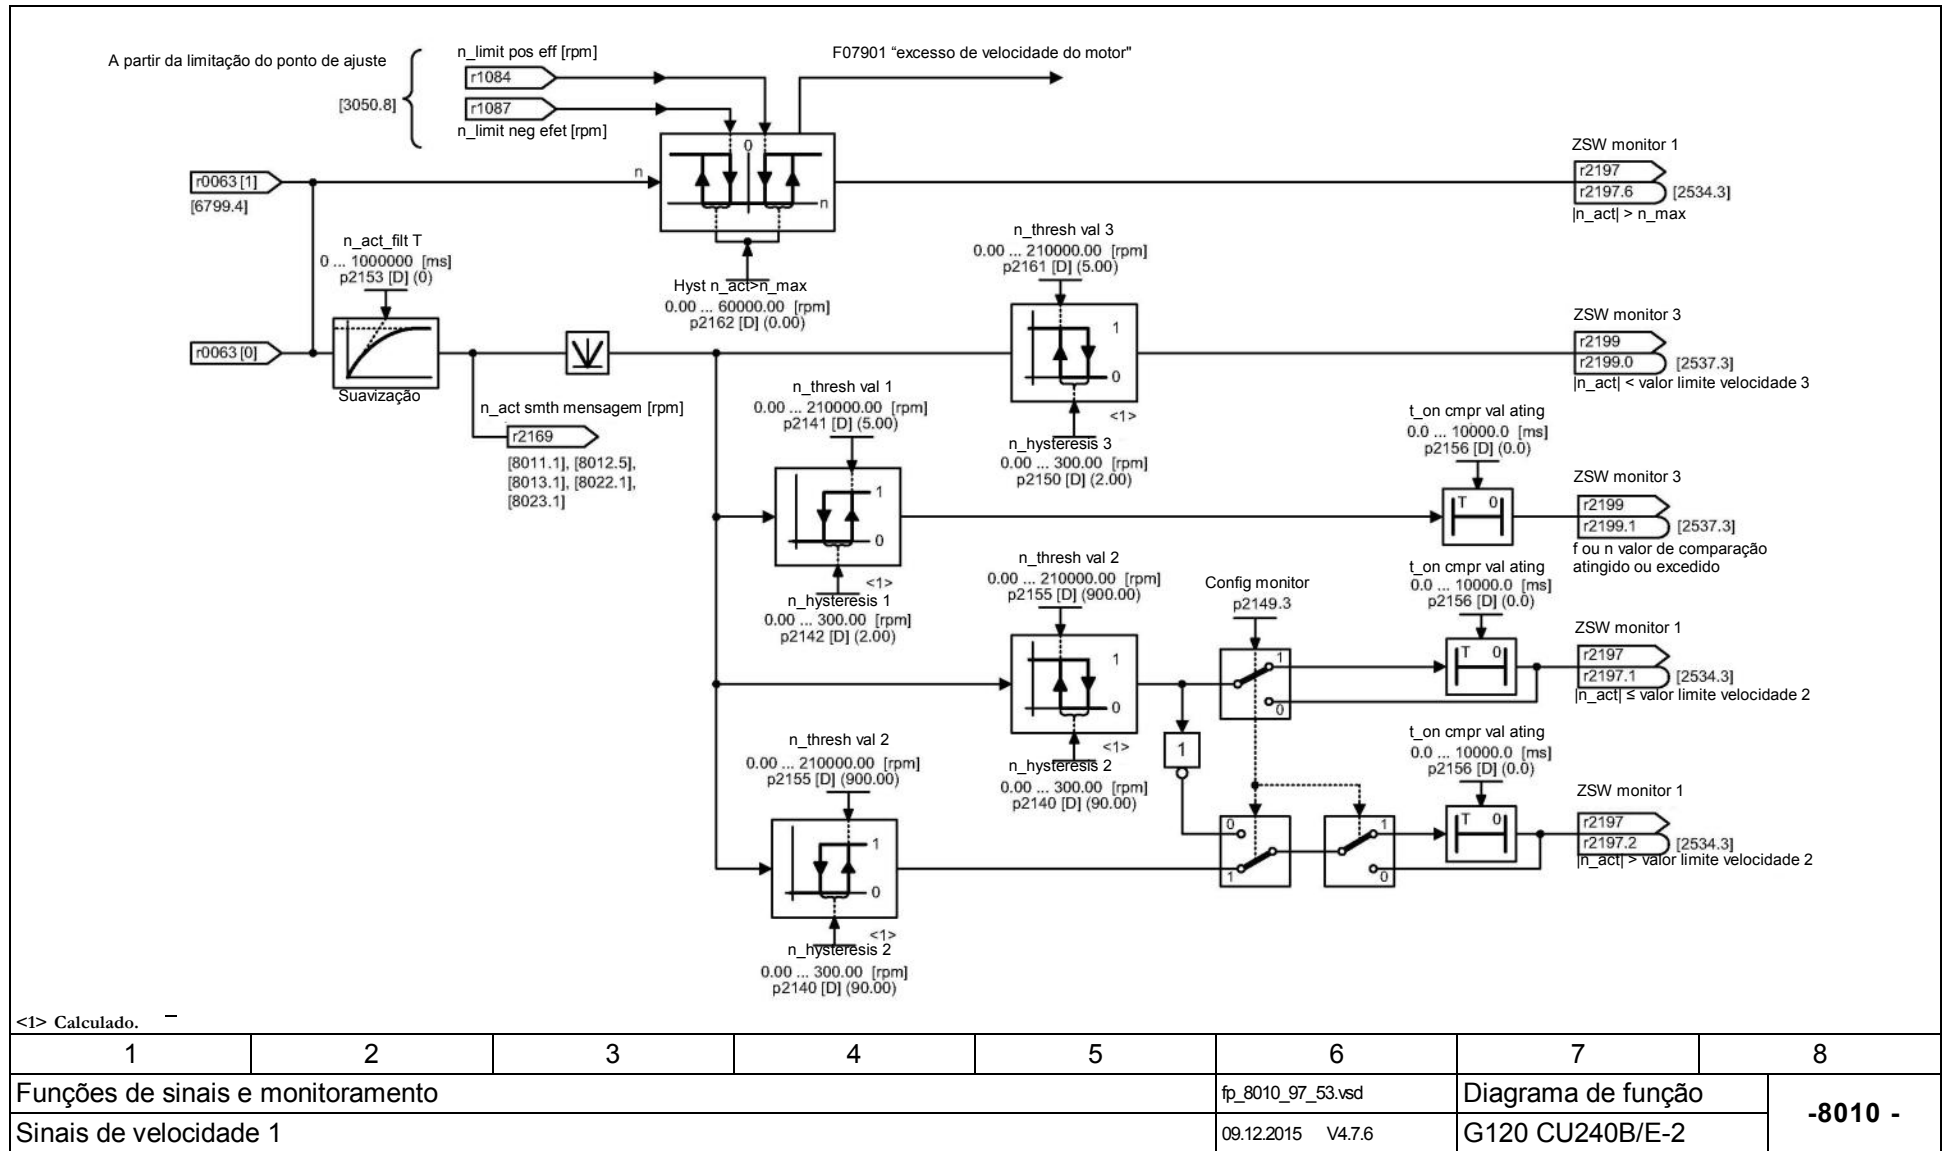 A partir da limitação do ponto de ajuste
[3050.8]
n_limit pos eff [rpm]
r1084
r1087
n_limit neg efet [rpm]
F07901 “excesso de velocidade do motor"
0
n
n
r0063 [1]
[6799.4]
ZSW monitor 1
r2197
r2197.6
[2534.3]
|n_act| > n_max
n_act_filt T
0 ... 1000000 [ms]
p2153 [D] (0)
Hyst n_act>n_max
0.00 ... 60000.00 [rpm]
p2162 [D] (0.00)
n_thresh val 3
0.00 ... 210000.00 [rpm]
p2161 [D] (5.00)
1
0
<1>
n_hysteresis 3
0.00 ... 300.00 [rpm]
p2150 [D] (2.00)
ZSW monitor 3
r2199
r2199.0
[2537.3]
|n_act| < valor limite velocidade 3
r0063 [0]
Suavização
n_act smth mensagem [rpm]
r2169
[8011.1], [8012.5],
[8013.1], [8022.1],
[8023.1]
n_thresh val 1
0.00 ... 210000.00 [rpm]
p2141 [D] (5.00)
1
0
<1>
n_hysteresis 1
0.00 ... 300.00 [rpm]
p2142 [D] (2.00)
t_on cmpr val ating
0.0 ... 10000.0 [ms]
p2156 [D] (0.0)
T 0
ZSW monitor 3
r2199
r2199.1
[2537.3]
f ou n valor de comparação
atingido ou excedido
n_thresh val 2
0.00 ... 210000.00 [rpm]
p2155 [D] (900.00)
1
0
<1>
n_hysteresis 2
0.00 ... 300.00 [rpm]
p2140 [D] (90.00)
Config monitor
p2149.3
1
0
t_on cmpr val ating
0.0 ... 10000.0 [ms]
p2156 [D] (0.0)
T 0
ZSW monitor 1
r2197
r2197.1
[2534.3]
|n_act| ≤ valor limite velocidade 2
1
n_thresh val 2
0.00 ... 210000.00 [rpm]
p2155 [D] (900.00)
1
0
<1>
n_hysteresis 2
0.00 ... 300.00 [rpm]
p2140 [D] (90.00)
0
1
1
0
t_on cmpr val ating
0.0 ... 10000.0 [ms]
p2156 [D] (0.0)
T 0
ZSW monitor 1
r2197
r2197.2
[2534.3]
|n_act| > valor limite velocidade 2
<1> Calculado.
1 2 3 4 5 6 7 8
Funções de sinais e monitoramento
fp_8010_97_53.vsd
Diagrama de função
-8010 -
Sinais de velocidade 1
09.12.2015 V4.7.6
G120 CU240B/E-2